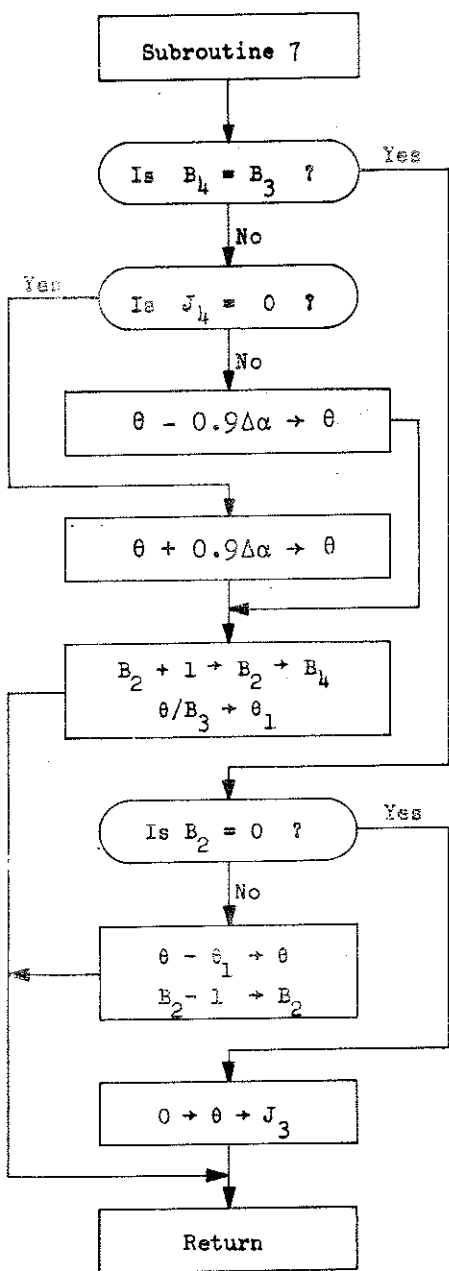 Subroutine 7
Is B₄ = B₃ ?
Yes
No
Yes
Is J₄ = 0 ?
No
θ - 0.9Δα → θ
θ + 0.9Δα → θ
B₂ + 1 → B₂ → B₄
θ/B₃ → θ₁
Is B₂ = 0 ?
Yes
No
θ - θ₁ → θ
B₂- 1 → B₂
0 → θ → J₃
Return